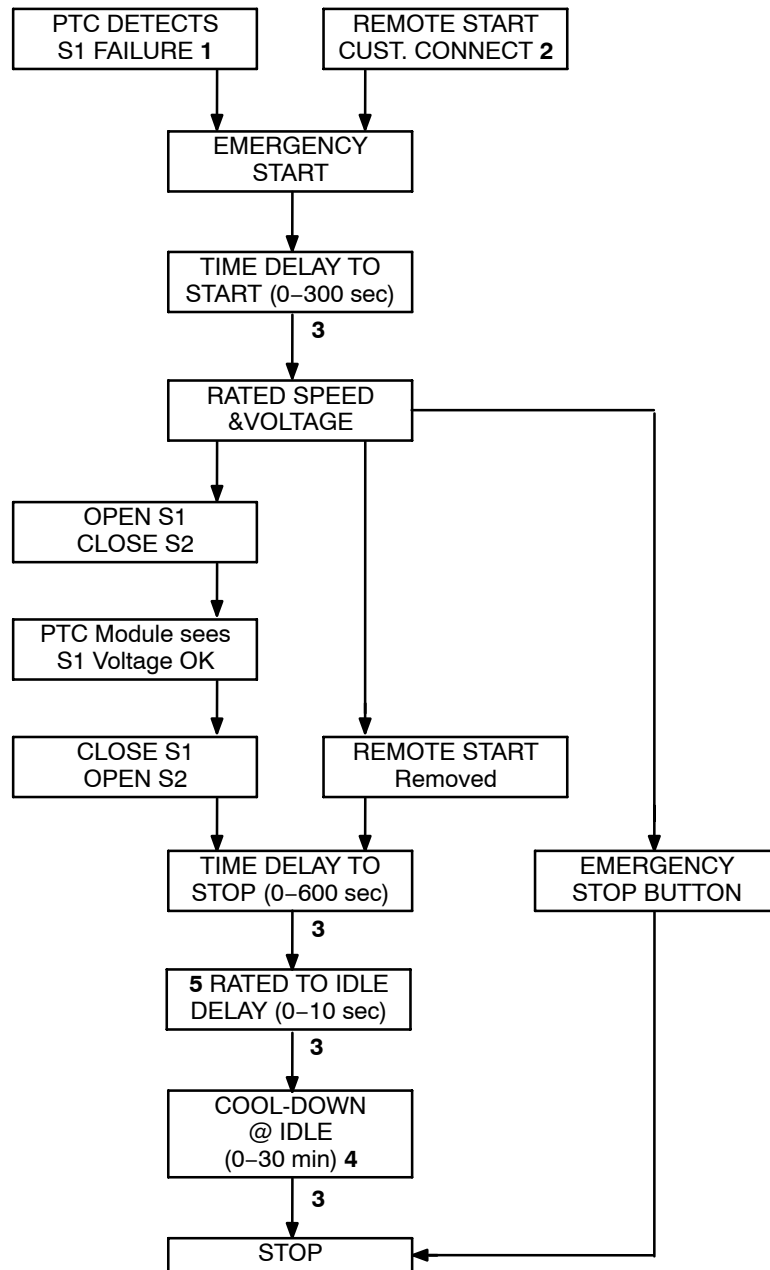 PTC DETECTS
S1 FAILURE 1
REMOTE START
CUST. CONNECT 2
EMERGENCY
START
TIME DELAY TO
START (0–300 sec)
3
RATED SPEED
&VOLTAGE
OPEN S1
CLOSE S2
PTC Module sees
S1 Voltage OK
CLOSE S1
OPEN S2
REMOTE START
Removed
TIME DELAY TO
STOP (0–600 sec)
EMERGENCY
STOP BUTTON
3
5 RATED TO IDLE
DELAY (0–10 sec)
3
COOL-DOWN
@ IDLE
(0–30 min) 4
3
STOP